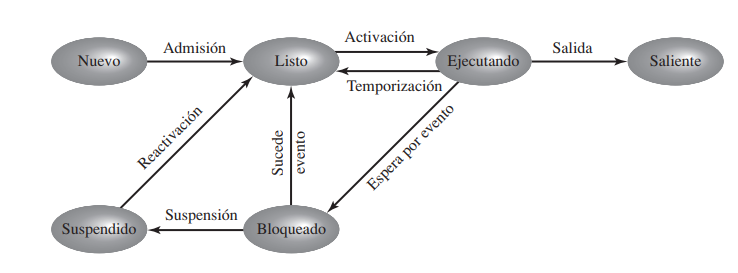 Nuevo
Admisión
Listo
Activación
Temporización
Ejecutando
Salida
Saliente
Reactivación
Sucede
evento
Espera por evento
Suspendido
Suspensión
Bloqueado